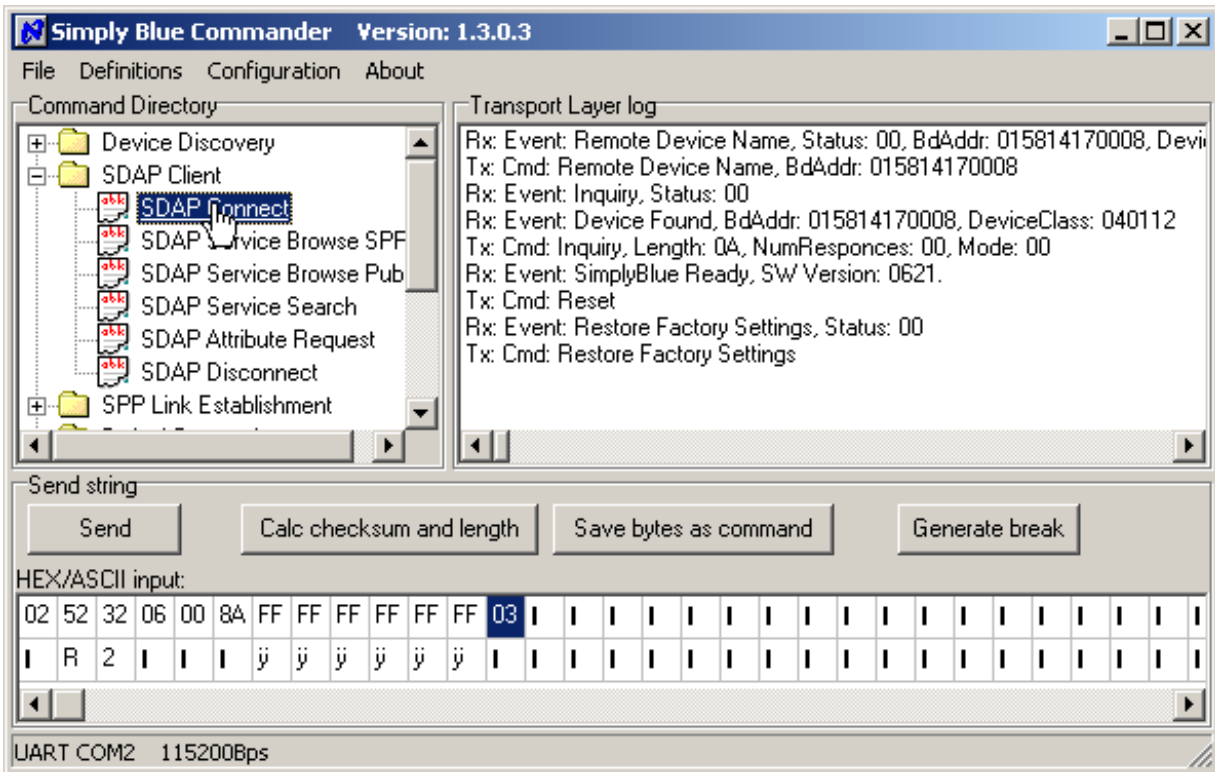 Simply Blue Commander Version: 1.3.0.3
File Definitions Configuration About
Command Directory
Device Discovery
SDAP Client
SDAP Connect
SDAP Service Browse SPF
SDAP Service Browse Pub
SDAP Service Search
SDAP Attribute Request
SDAP Disconnect
SPP Link Establishment
Transport Layer log
Rx: Event: Remote Device Name, Status: 00, BdAddr: 015814170008, Devi
Tx: Cmd: Remote Device Name, BdAddr: 015814170008
Rx: Event: Inquiry, Status: 00
Rx: Event: Device Found, BdAddr: 015814170008, DeviceClass: 040112
Tx: Cmd: Inquiry, Length: 0A, NumResponces: 00, Mode: 00
Rx: Event: SimplyBlue Ready, SW Version: 0621.
Tx: Cmd: Reset
Rx: Event: Restore Factory Settings, Status: 00
Tx: Cmd: Restore Factory Settings
Send string
Send Calc checksum and length Save bytes as command Generate break
HEX/ASCII input:
02 52 32 06 00 8A FF FF FF FF FF FF 03
R 2 ÿ ÿ ÿ ÿ ÿ ÿ
UART COM2 115200Bps